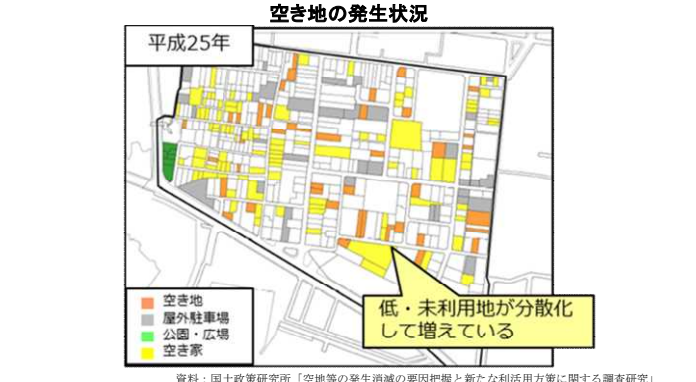 空き地の発生状況
平成25年
低・未利用地が分散化
して増えている
空き地
屋外駐車場
公園・広場
空き家
資料：国土政策研究所「空地等の発生消滅の要因把握と新たな利活用方策に関する調査研究」